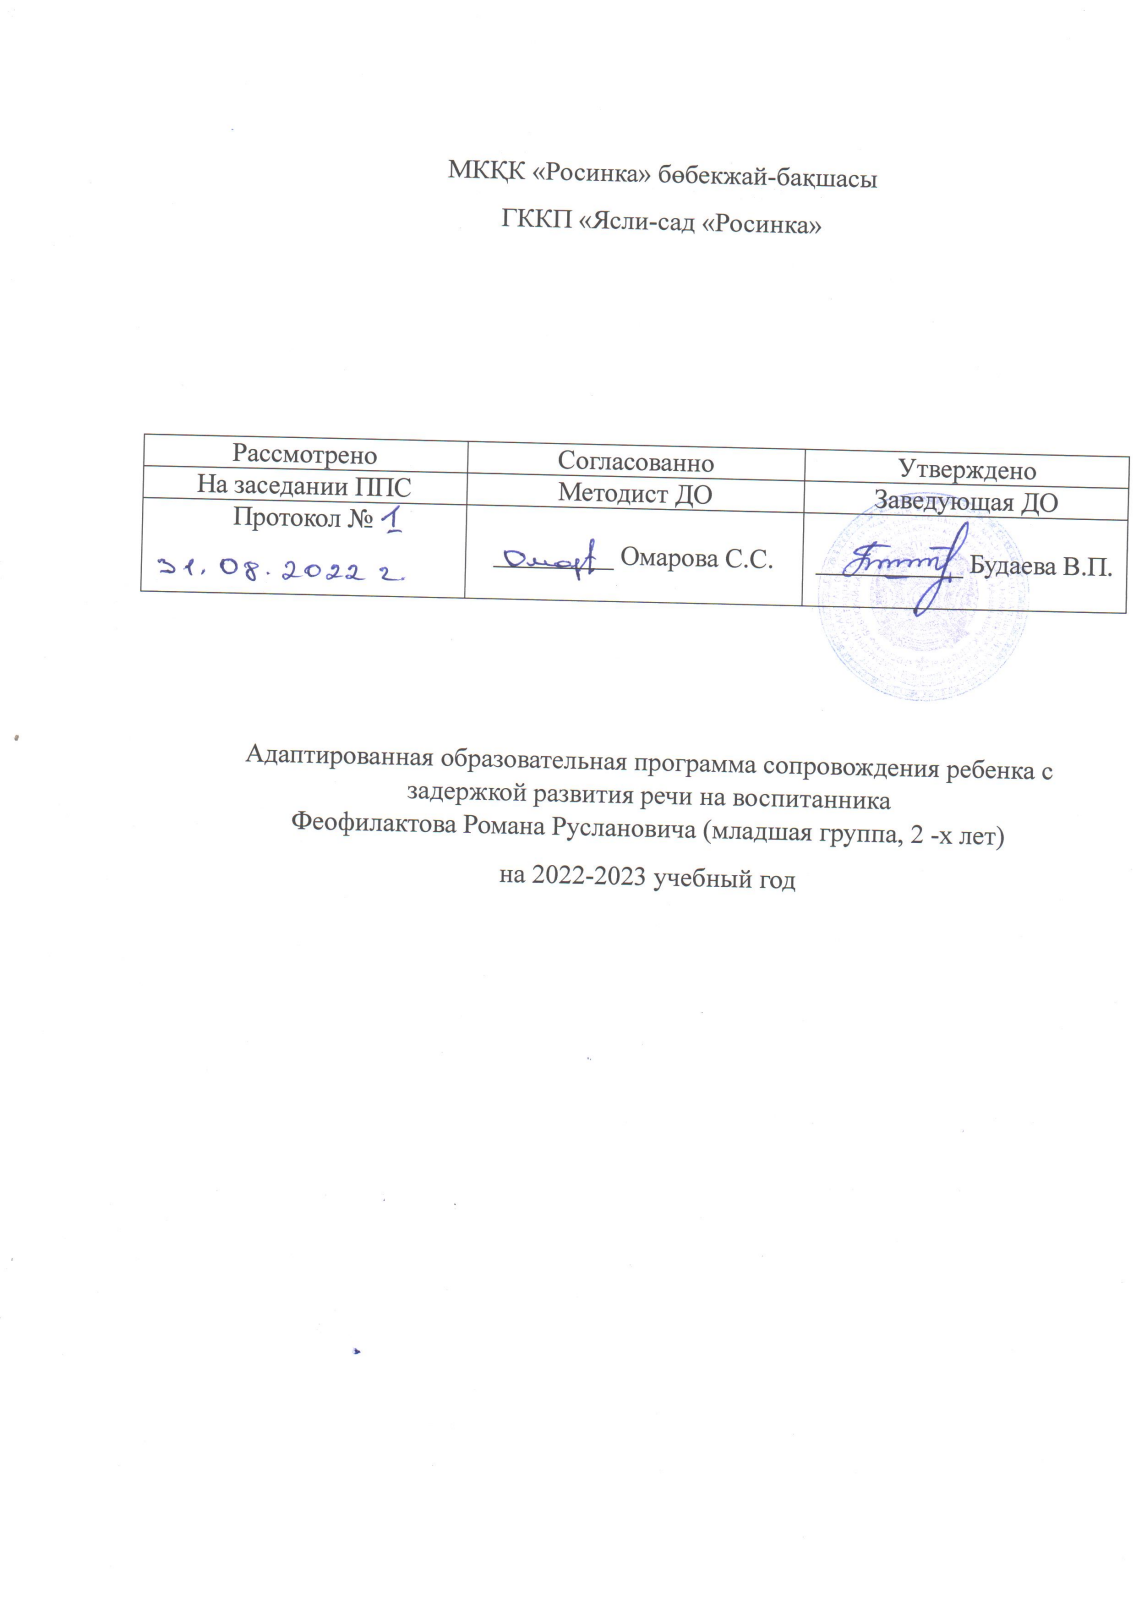 МКҚК «Росинка» бөбекжай-бақшасы
ГККП «Ясли-сад «Росинка»
Рассмотрено Согласованно Утверждено
На заседании ППС Методист ДО Заведующая ДО
Протокол № 1
31. 08. 2022 г. Омарова С.С. Будаева В.П.
Адаптированная образовательная программа сопровождения ребенка с
задержкой развития речи на воспитанника
Феофилактова Романа Руслановича (младшая группа, 2 -х лет)
на 2022-2023 учебный год